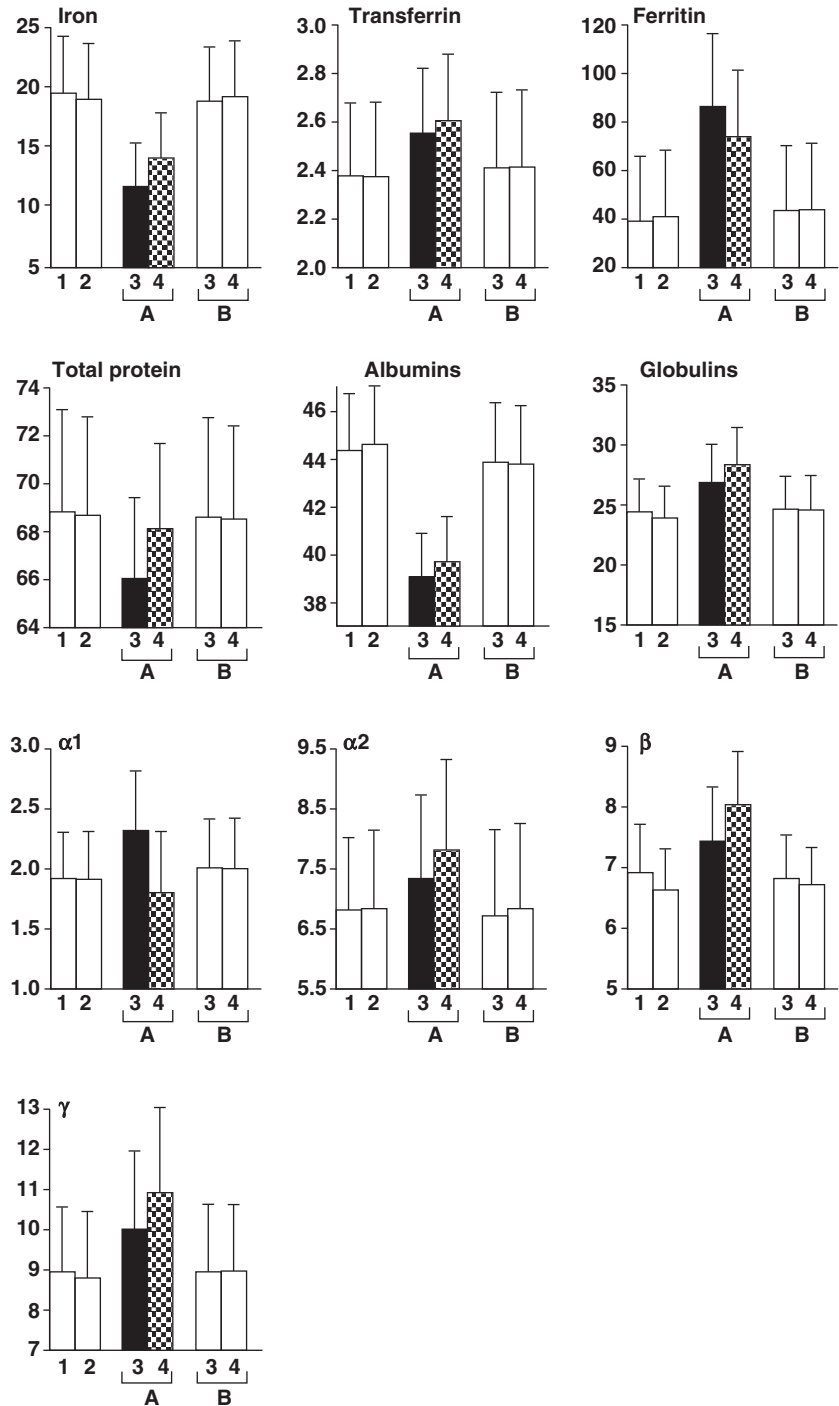 Iron
25
20
15
10
5
1 2 3 4 3 4
A B
Transferrin
3.0
2.8
2.6
2.4
2.2
2.0
1 2 3 4 3 4
A B
Ferritin
120
100
80
60
40
20
1 2 3 4 3 4
A B
Total protein
74
72
70
68
66
64
1 2 3 4 3 4
A B
Albumins
46
44
42
40
38
1 2 3 4 3 4
A B
Globulins
35
30
25
20
15
1 2 3 4 3 4
A B
α1
3.0
2.5
2.0
1.5
1.0
1 2 3 4 3 4
A B
α2
9.5
8.5
7.5
6.5
5.5
1 2 3 4 3 4
A B
β
9
8
7
6
5
1 2 3 4 3 4
A B
γ
13
12
11
10
9
8
7
1 2 3 4 3 4
A B